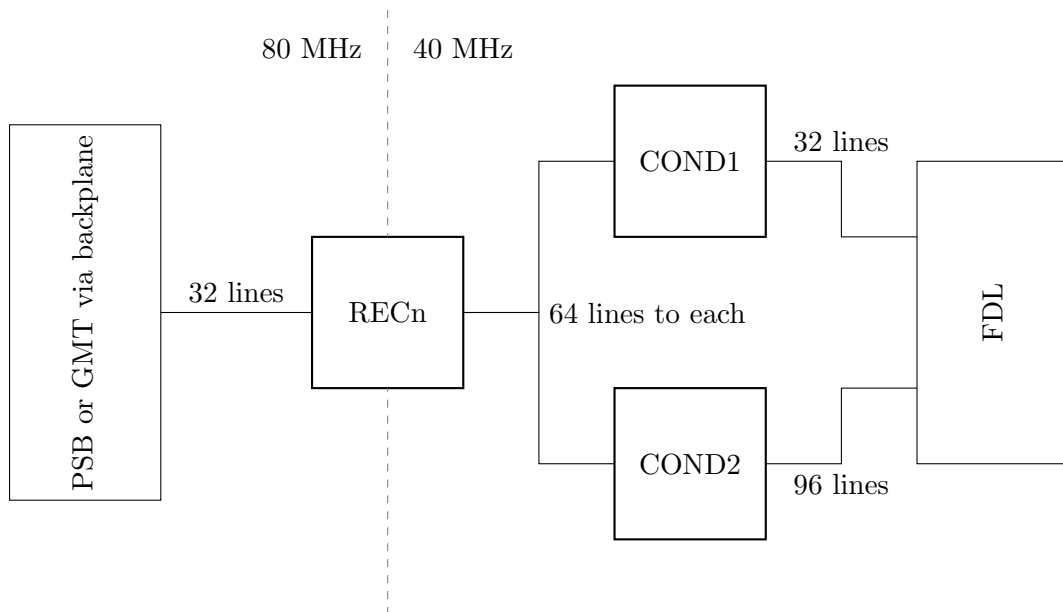 80 MHz
40 MHz
PSB or GMT via backplane
32 lines
RECn
64 lines to each
COND1
32 lines
COND2
96 lines
FDL